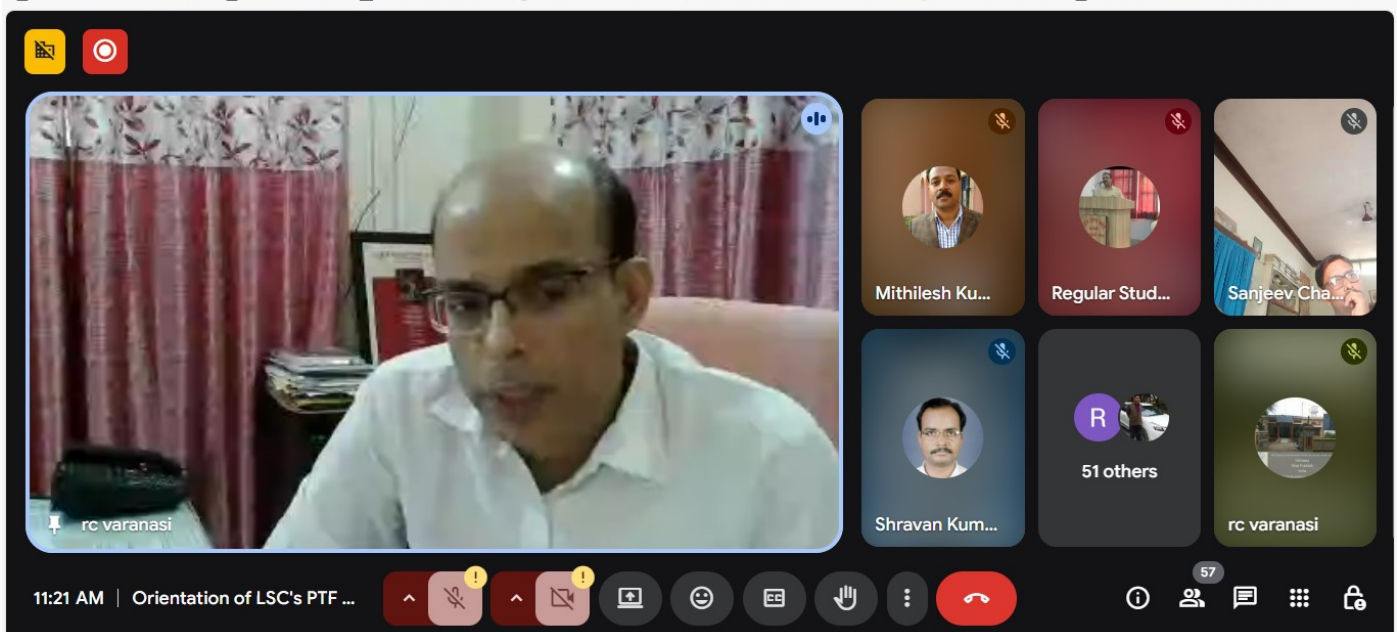 Mithilesh Ku...
Regular Stud...
Sanjeev Cha...
rc varanasi
Shravan Kum...
R
51 others
rc varanasi
57
11:21 AM | Orientation of LSC's PTF ...
CC